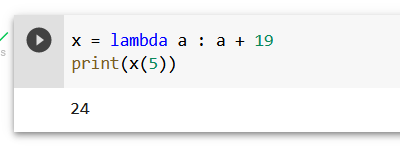 x = lambda a : a + 19
print(x(5))
24